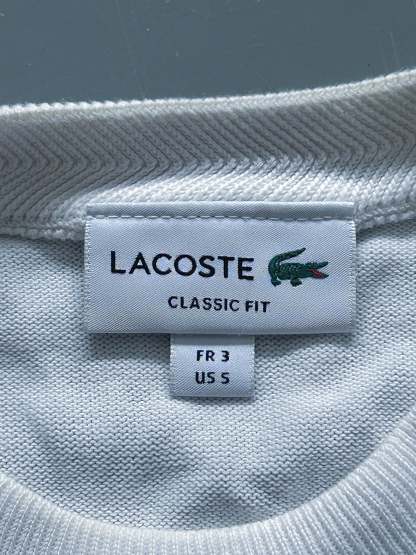 LACOSTE
CLASSIC FIT
FR 3
US S